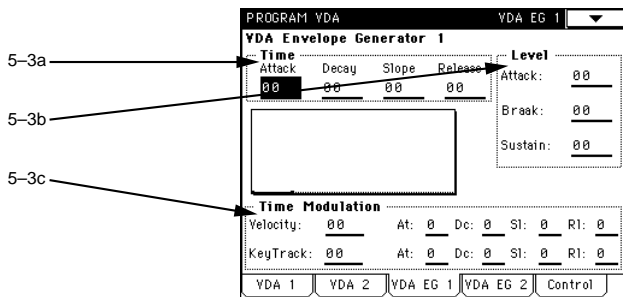 PROGRAM VDA VDA EG 1
VDA Envelope Generator 1
5–3a
Time
Level
Attack Decay Slope Release
Attack: 00
00 00 00 00
5–3b
Braak: 00
Sustain: 00
5–3c
Time Modulation
Velocity: 00 At: 0 Dc: 0 Sl: 0 Rl: 0
KeyTrack: 00 At: 0 Dc: 0 Sl: 0 Rl: 0
VDA 1 VDA 2 VDA EG 1 VDA EG 2 Control